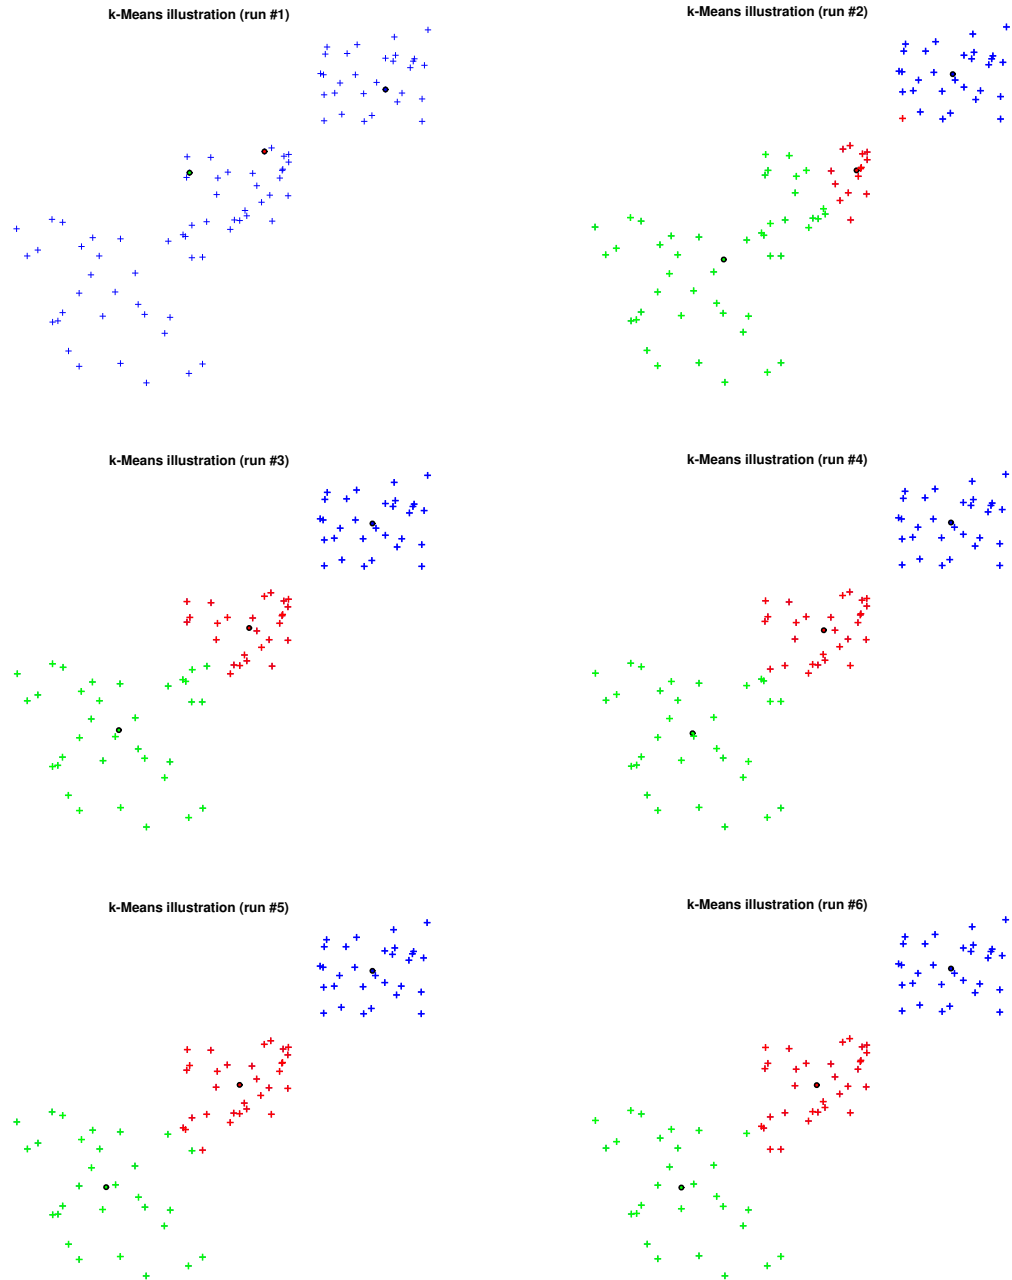 k-Means illustration (run #1)
k-Means illustration (run #2)
k-Means illustration (run #3)
k-Means illustration (run #4)
k-Means illustration (run #5)
k-Means illustration (run #6)